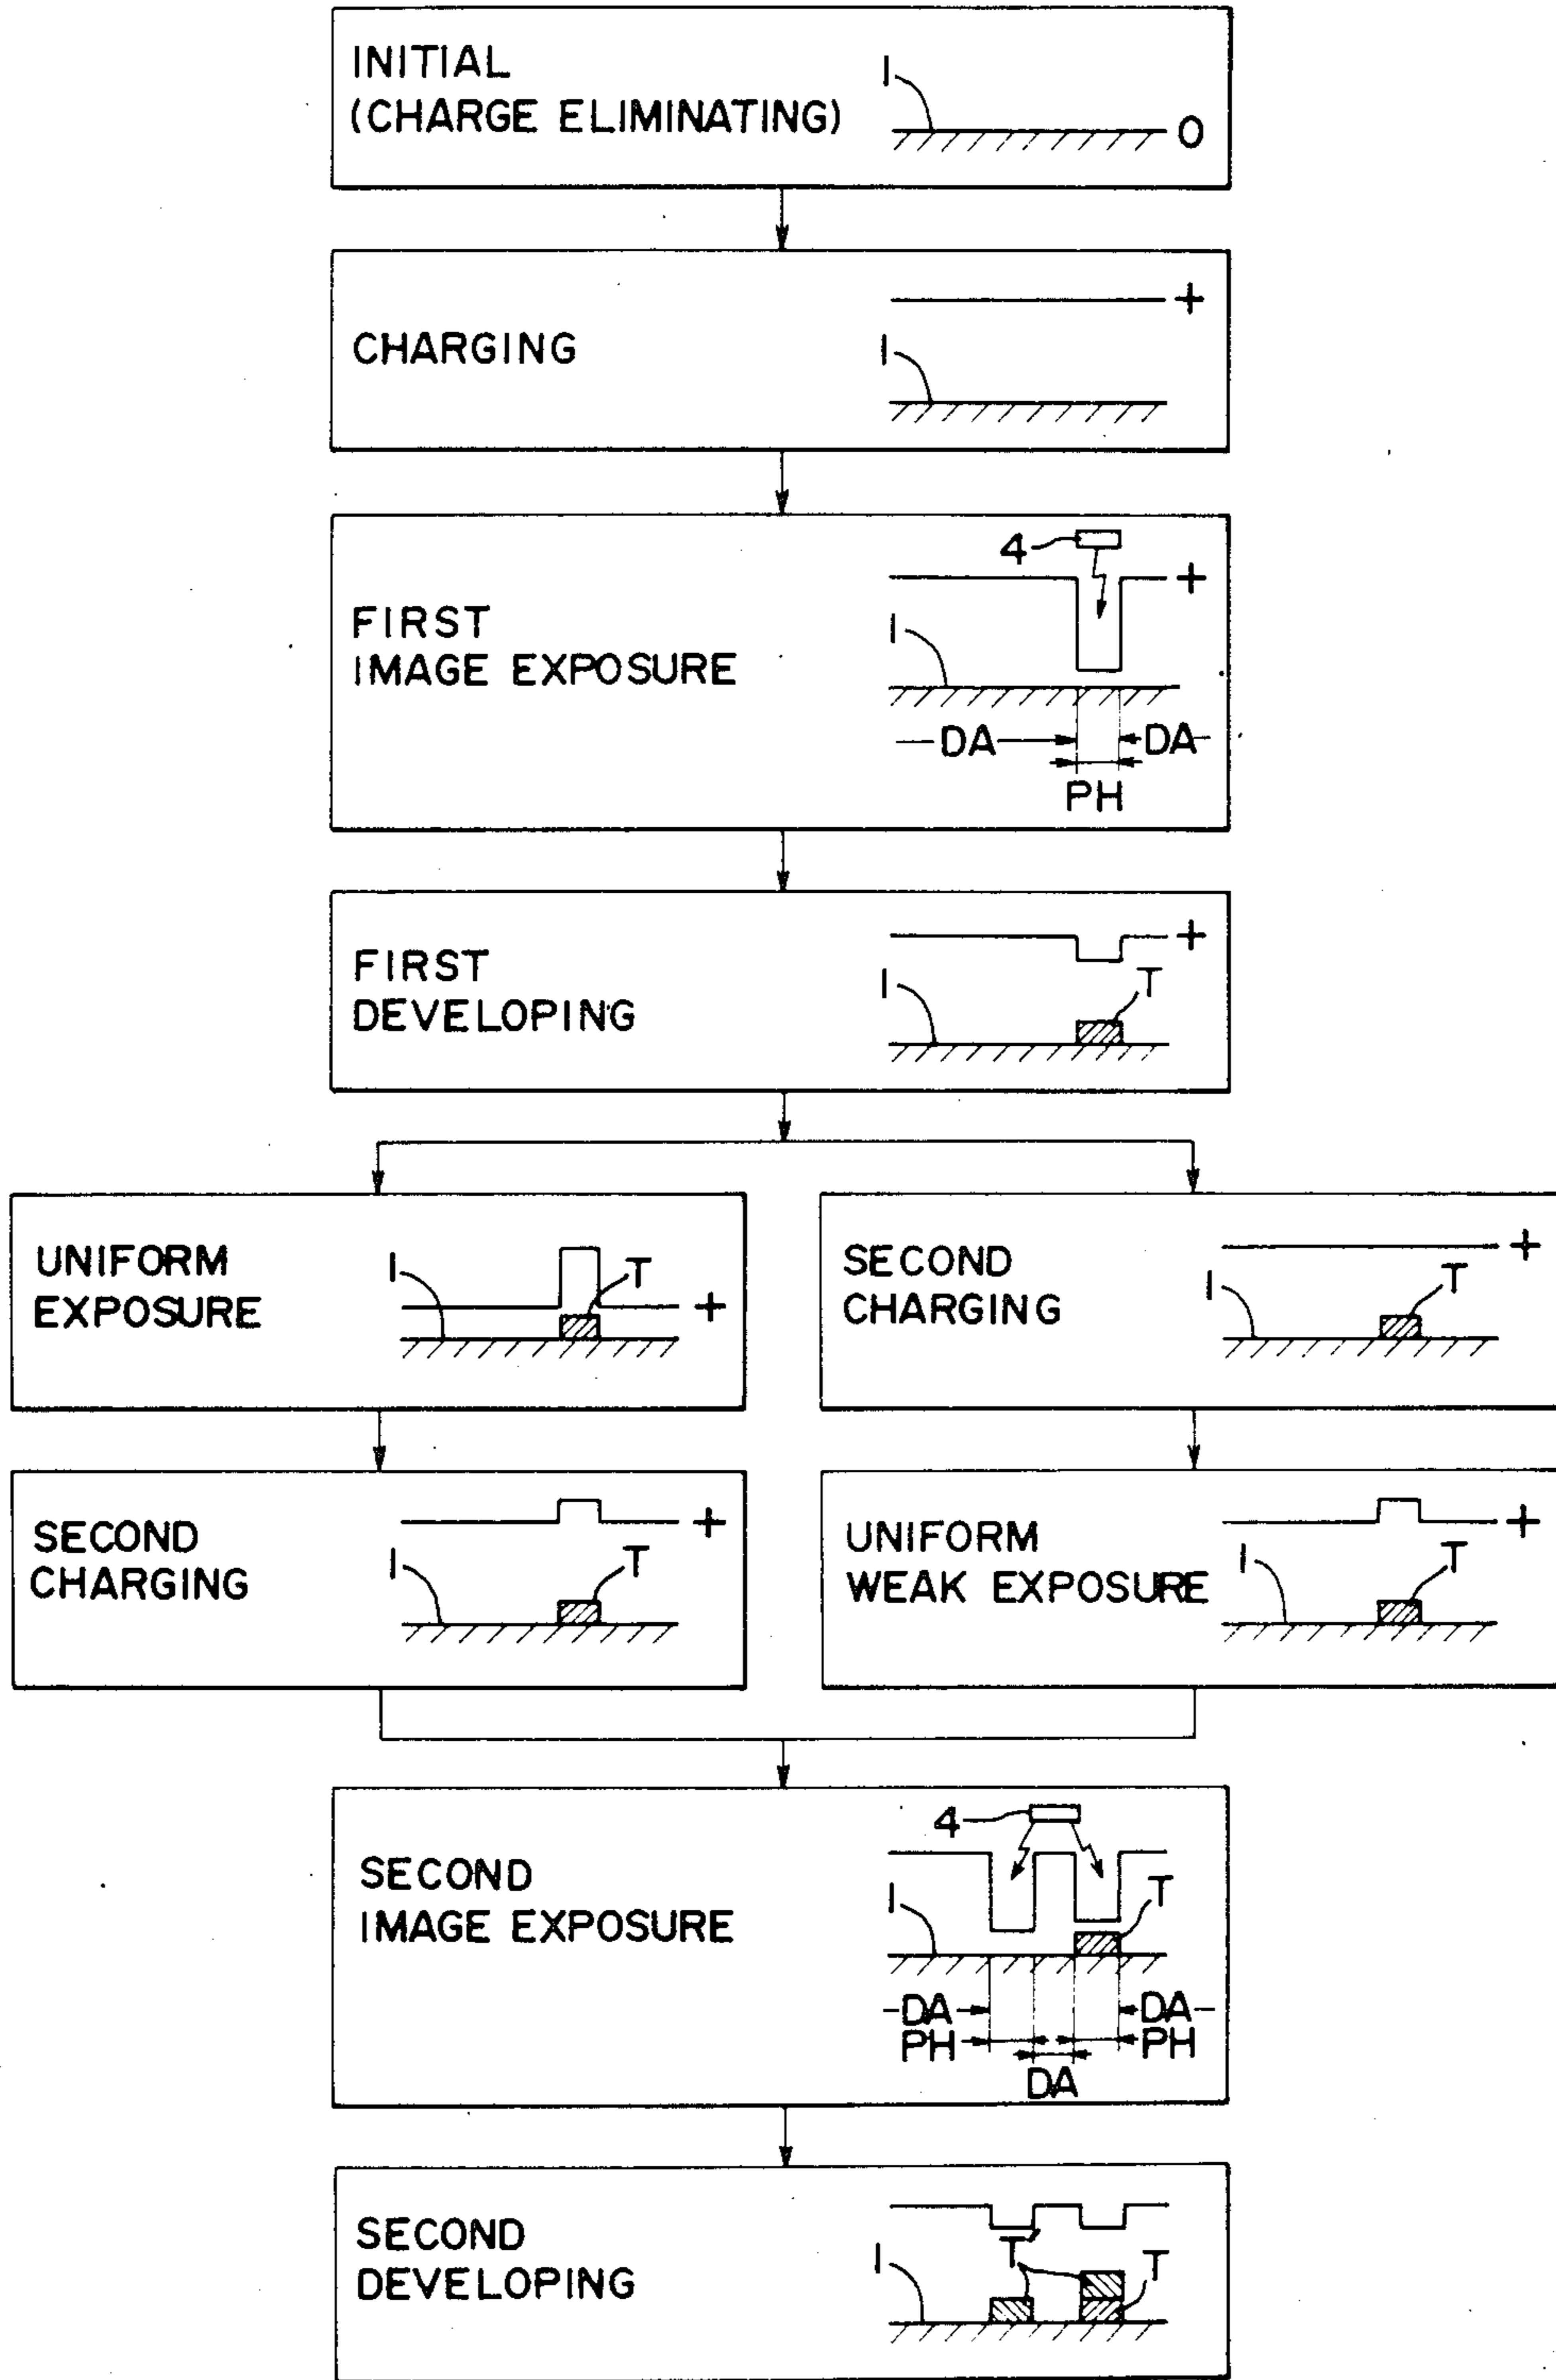 INITIAL
(CHARGE ELIMINATING)
1
0
CHARGING
+
1
FIRST
IMAGE EXPOSURE
4
+
1
DA
DA
PH
FIRST
DEVELOPING
+
1
T
UNIFORM
EXPOSURE
1
T
+
SECOND
CHARGING
+
1
T
SECOND
CHARGING
+
1
T
UNIFORM
WEAK EXPOSURE
+
1
T
SECOND
IMAGE EXPOSURE
4
1
T
DA
DA
PH
PH
DA
SECOND
DEVELOPING
1
T'
T